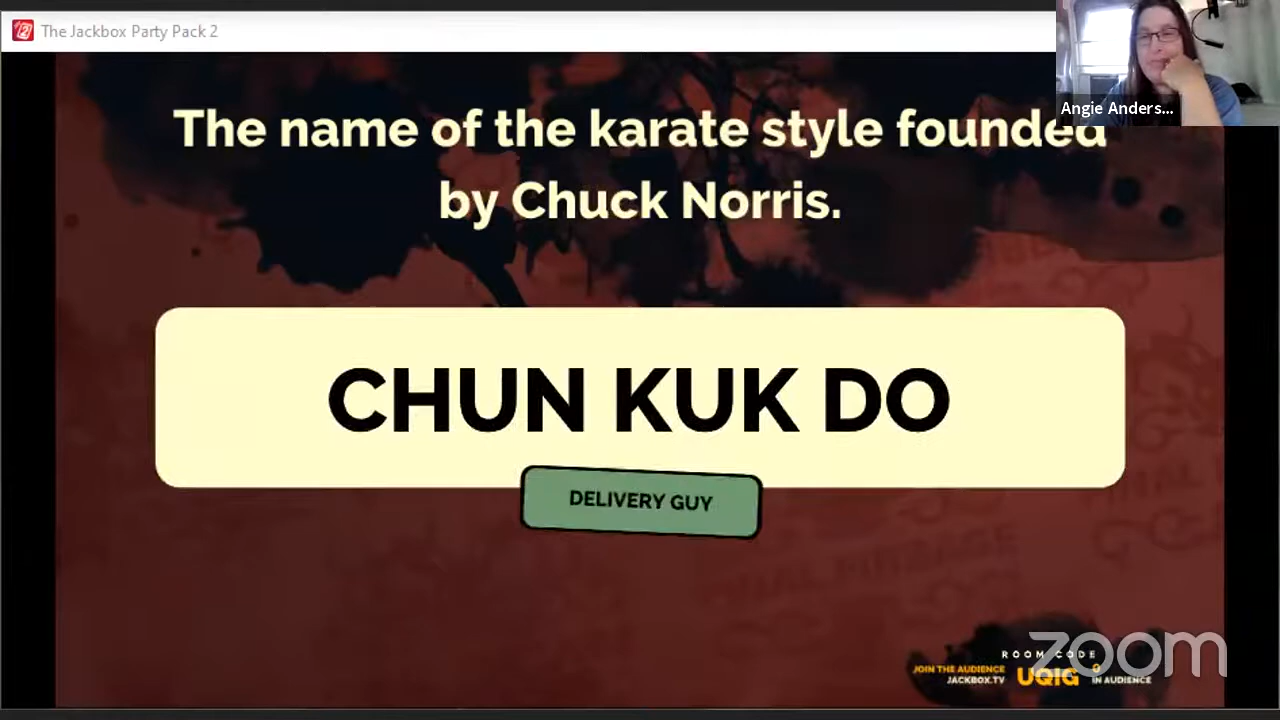 The Jackbox Party Pack 2
Angie Anders...
The name of the karate style founded
by Chuck Norris.
CHUN KUK DO
DELIVERY GUY
ROOM CODE
JOIN THE AUDIENCE
JACKBOX.TV
UQIG
0
IN AUDIENCE
zoom